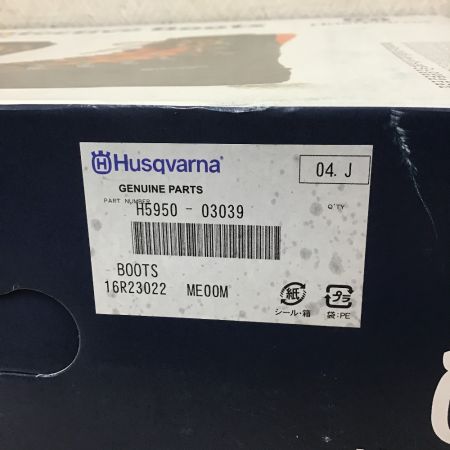 Husqvarna
04. J
GENUINE PARTS
PART NUMBER
H5950 - 03039
Q'TY
BOOTS
16R23022 ME00M
紙
プラ
シール・箱
袋:PE